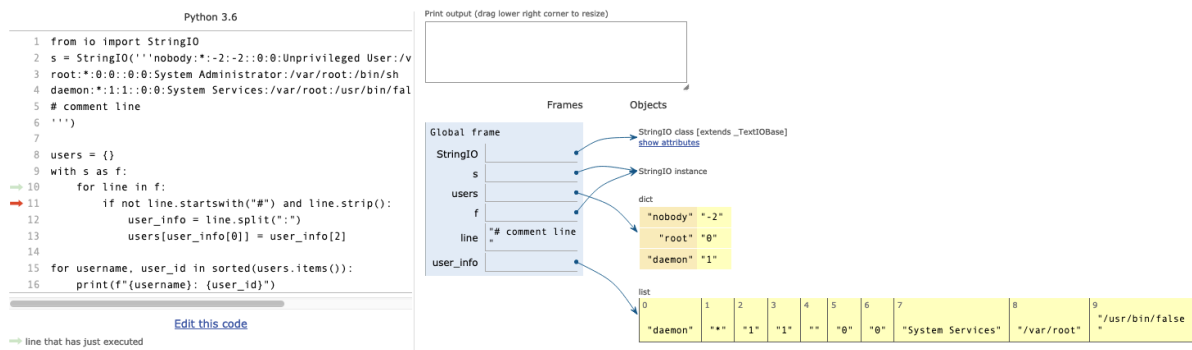 Python 3.6
1 from io import StringIO
2 s = StringIO('''nobody:*:-2:-2::0:0:Unprivileged User:/v
3 root:*:0:0::0:0:System Administrator:/var/root:/bin/sh
4 daemon:*:1:1::0:0:System Services:/var/root:/usr/bin/fal
5 # comment line
6 ''')
7
8 users = {}
9 with s as f:
10     for line in f:
11         if not line.startswith("#") and line.strip():
12             user_info = line.split(":")
13             users[user_info[0]] = user_info[2]
14
15 for username, user_id in sorted(users.items()):
16     print(f"{username}: {user_id}")
Edit this code
line that has just executed
Print output (drag lower right corner to resize)
Frames Objects
Global frame
StringIO
s
users
f
line "# comment line
"
user_info
StringIO class [extends _TextIOBase]
show attributes
StringIO instance
dict
"nobody" "-2"
"root" "0"
"daemon" "1"
list
0 1 2 3 4 5 6 7 8 9
"daemon" "*" "1" "1" "" "0" "0" "System Services" "/var/root" "/usr/bin/false
"